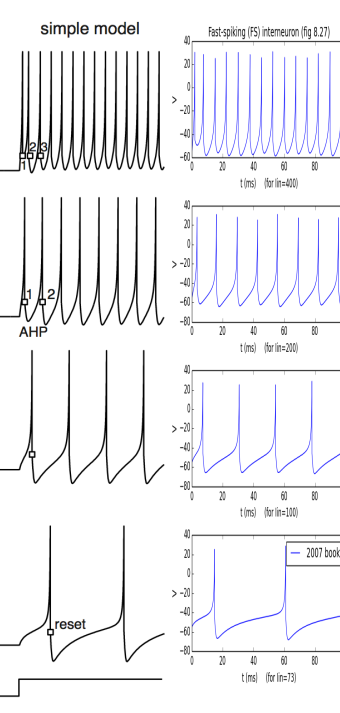 simple model
1 2 3
1 2
AHP
reset
Fast-spiking (FS) interneuron (fig 8.27)
40
20
0
−20
−40
−60
V
0 20 40 60 80
t (ms) (for Iin=400)
40
20
0
−20
−40
−60
−80
V
0 20 40 60 80
t (ms) (for Iin=200)
40
20
0
−20
−40
−60
−80
V
0 20 40 60 80
t (ms) (for Iin=100)
40
20
0
−20
−40
−60
−80
V
2007 book
0 20 40 60 80
t (ms) (for Iin=73)